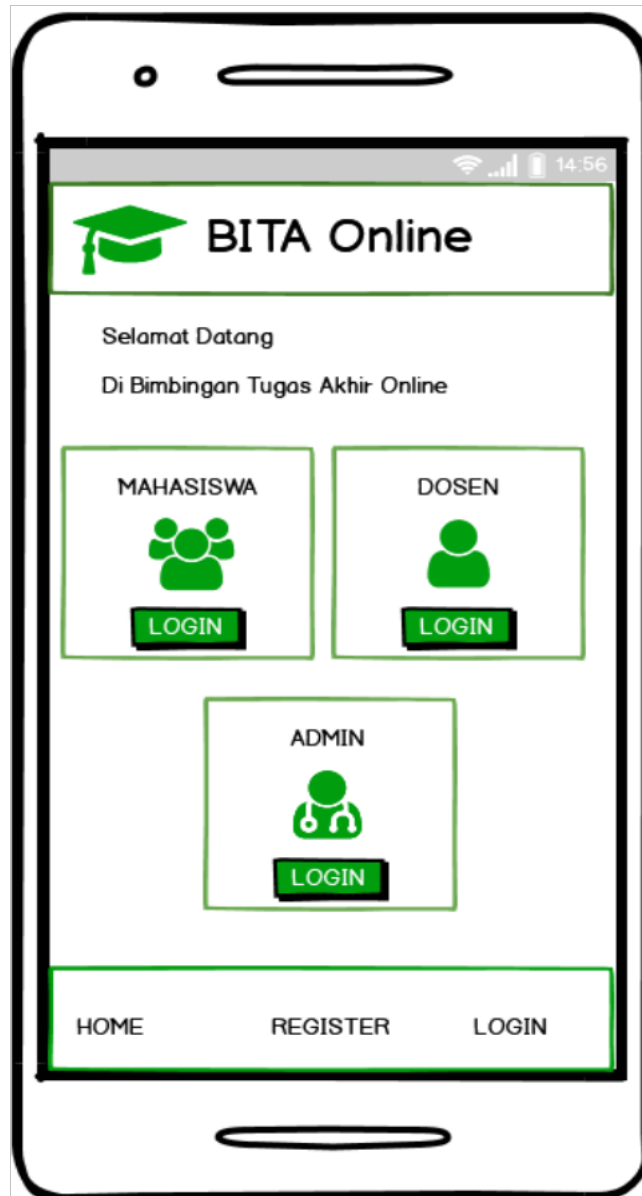 14:56
BITA Online
Selamat Datang
Di Bimbingan Tugas Akhir Online
MAHASISWA
LOGIN
DOSEN
LOGIN
ADMIN
LOGIN
HOME REGISTER LOGIN